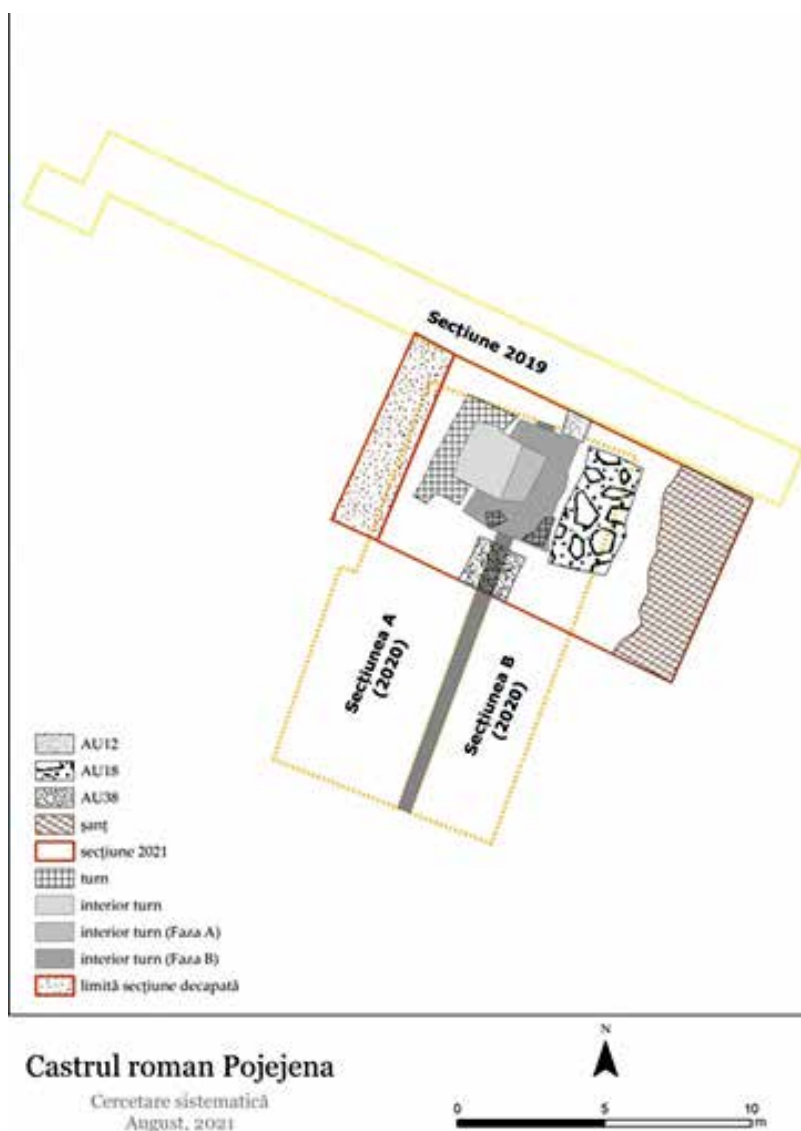 Secțiune 2019
Secțiunea A
(2020)
Secțiunea B
(2020)
AU12
AU18
AU38
șanț
secțiune 2021
turn
interior turn
interior turn (Faza A)
interior turn (Faza B)
limită secțiune decapată
Castrul roman Pojejena
Cercetare sistematică
August, 2021
N
0 5 10
m